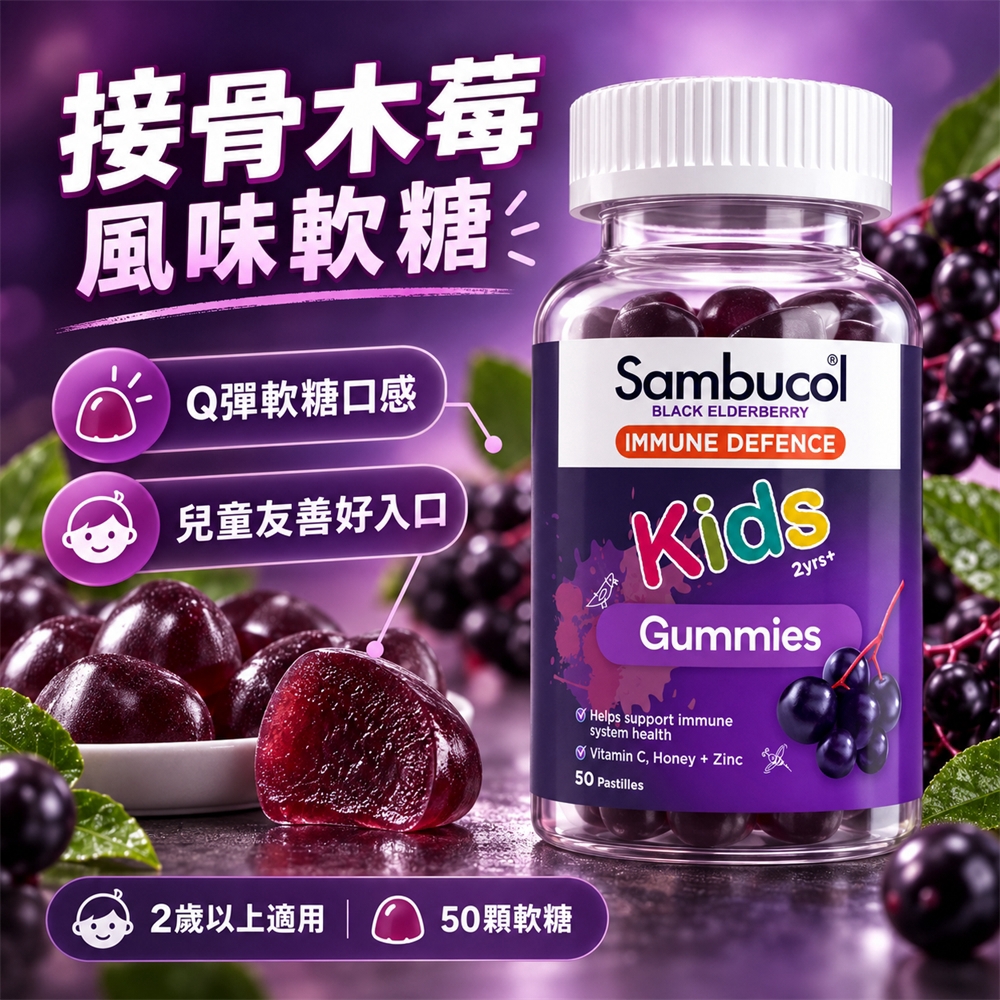 接骨木莓
風味軟糖
Q彈軟糖口感
兒童友善好入口
Sambucol®
BLACK ELDERBERRY
IMMUNE DEFENCE
Kids
2yrs+
Gummies
Helps support immune
system health
Vitamin C, Honey + Zinc
50 Pastilles
2歲以上適用
50顆軟糖